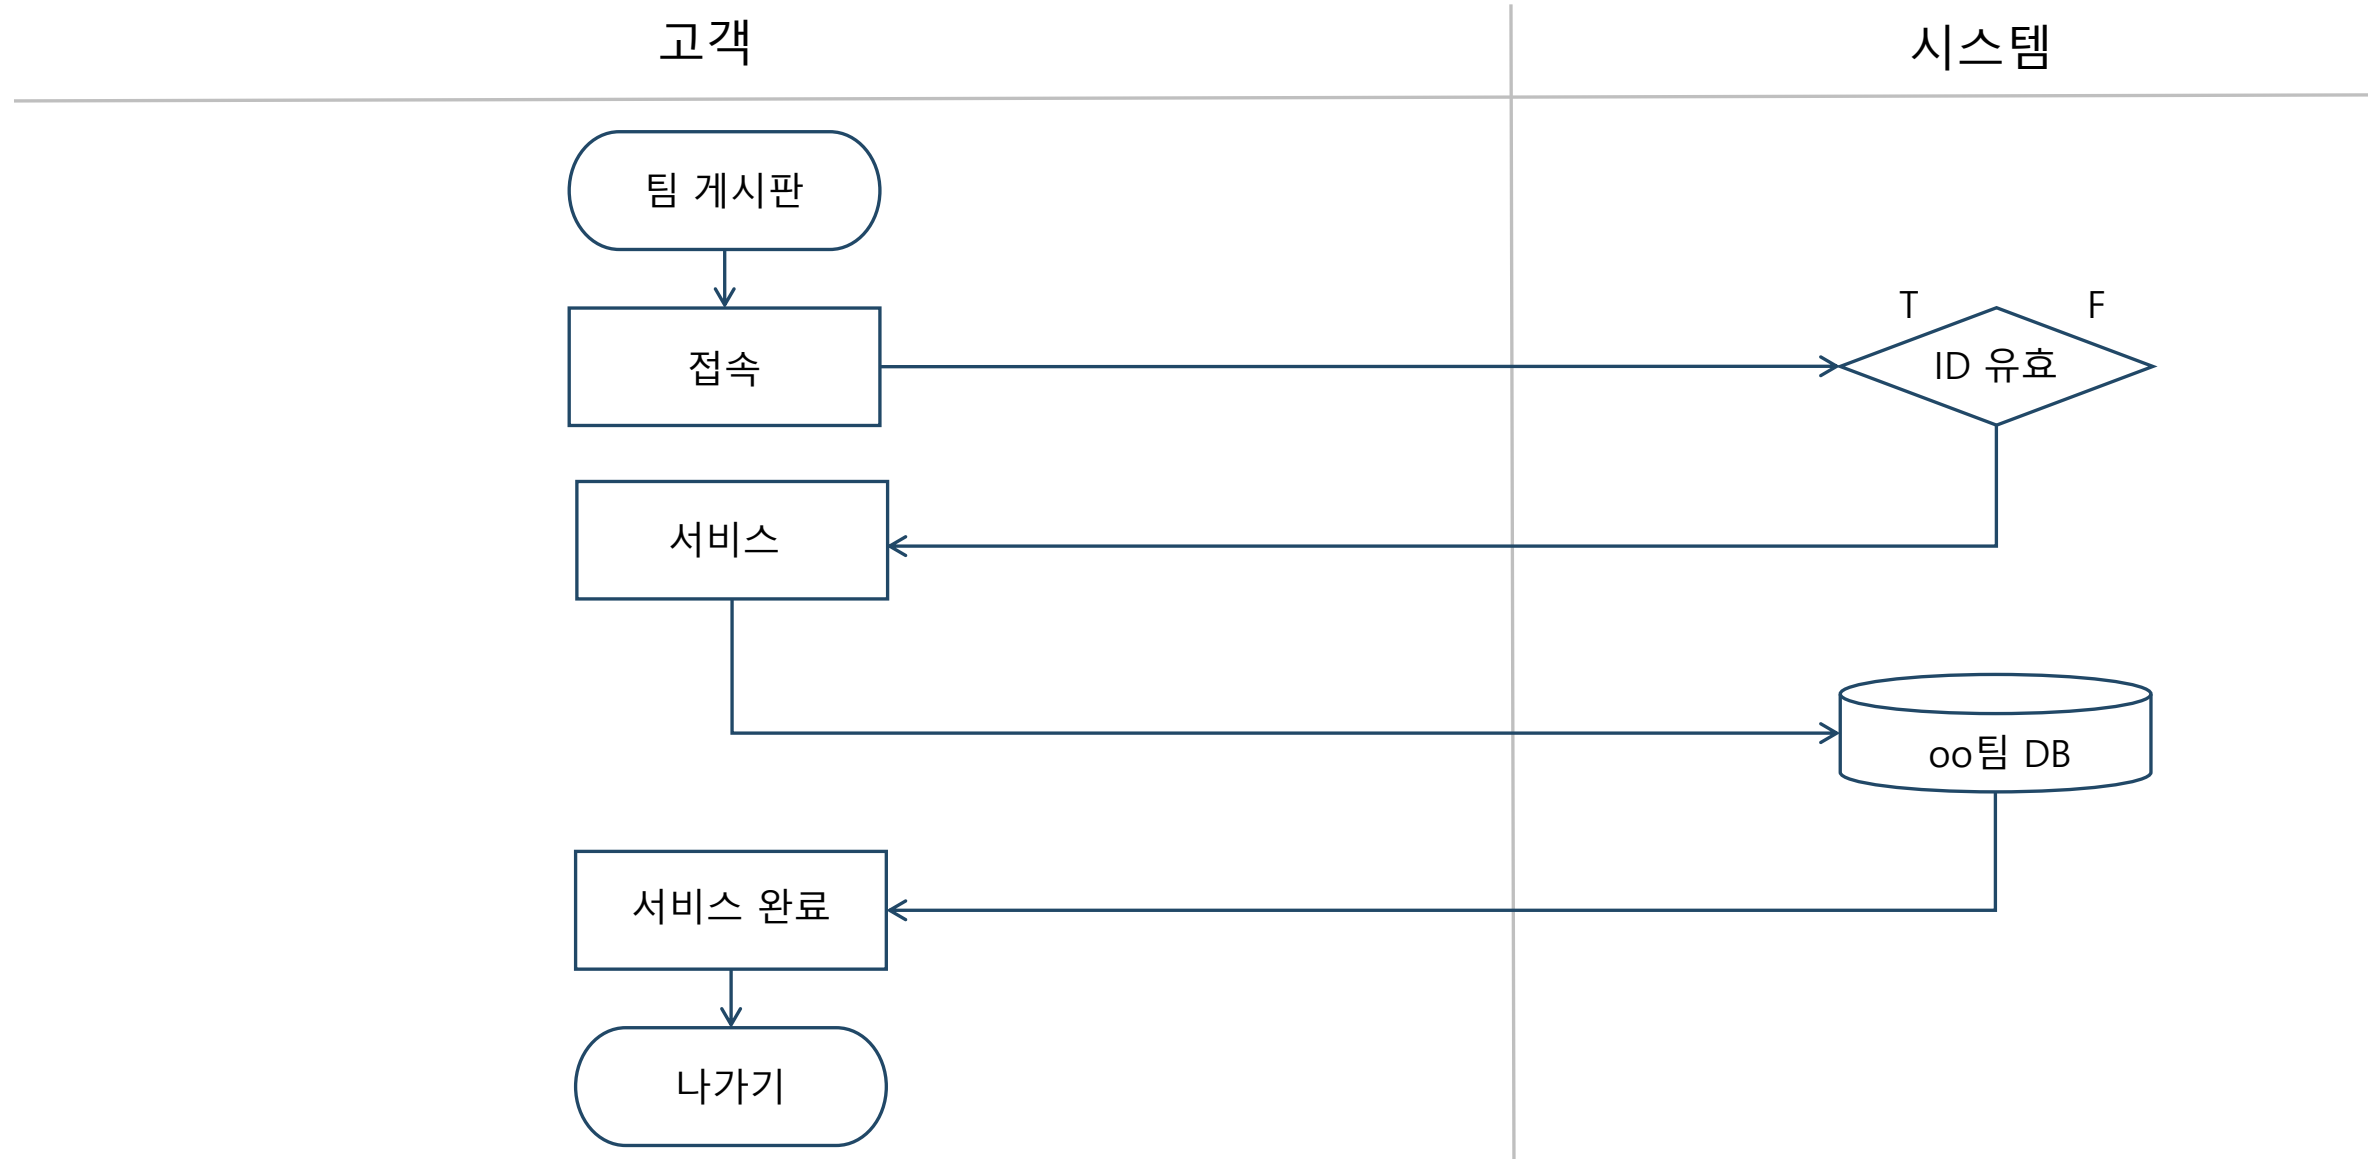 고객
시스템
팀 게시판
T
F
접속
ID 유효
서비스
oo팀 DB
서비스 완료
나가기